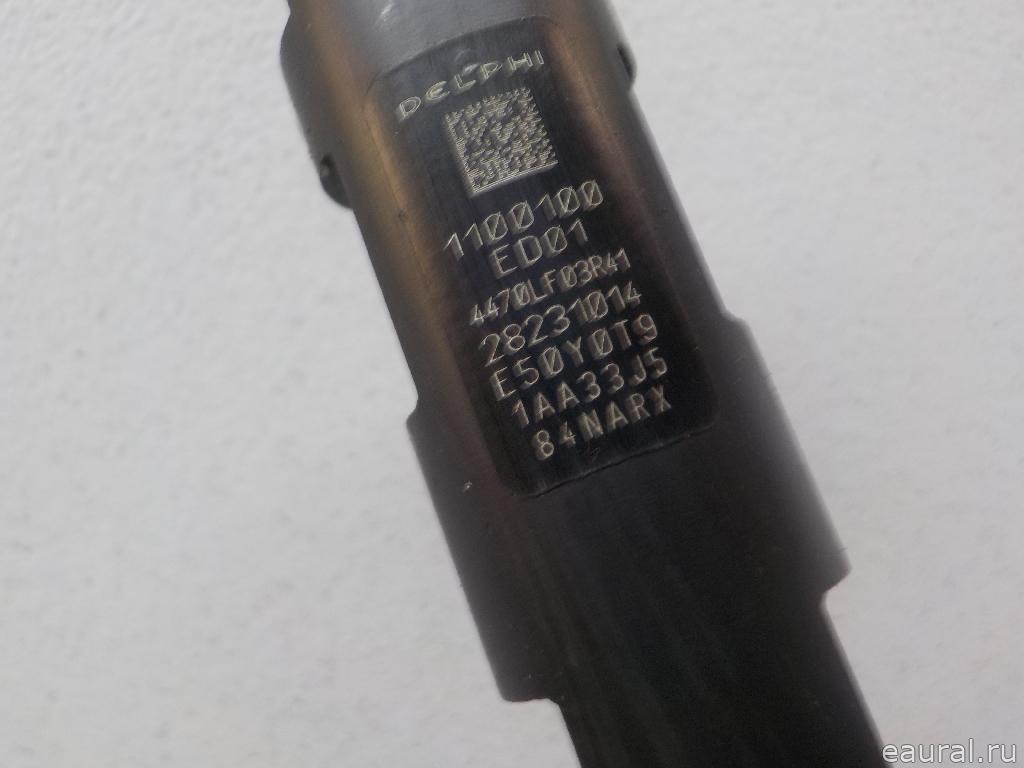 DELPHI
1100100
ED01
4470LF03R41
28231014
E50Y0T9
1AA33J5
84NARX
eaural.ru